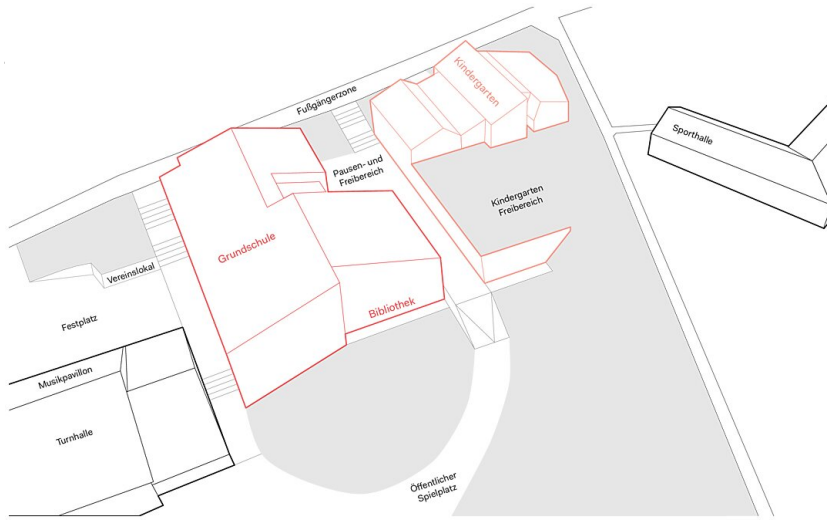 Kindergarten
Fußgängerzone
Sporthalle
Pausen- und
Freibereich
Kindergarten
Freibereich
Grundschule
Vereinslokal
Bibliothek
Festplatz
Musikpavillon
Turnhalle
Öffentlicher
Spielplatz